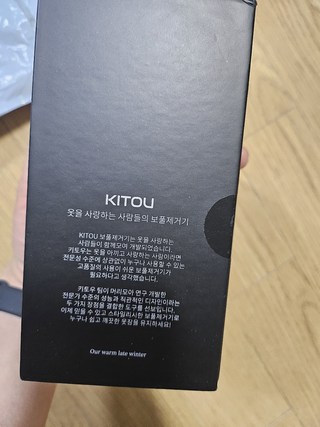 KITOU
옷을 사랑하는 사람들의 보풀제거기
KITOU 보풀제거기는 옷을 사랑하는
사람들이 함께모여 개발되었습니다.
키토우는 옷을 아끼고 사랑하는 사람이라면
전문성 수준에 상관없이 누구나 사용할 수 있는
고품질의 사용이 쉬운 보풀제거기가
필요하다고 생각했습니다.
키토우 팀이 머리모아 연구 개발한
전문가 수준의 성능과 직관적인 디자인이라는
두 가지 장점을 결합한 도구를 선보입니다.
이제 믿을 수 있고 스타일리시한 보풀제거기로
누구나 쉽고 깨끗한 옷장을 유지하세요!
Our warm late winter